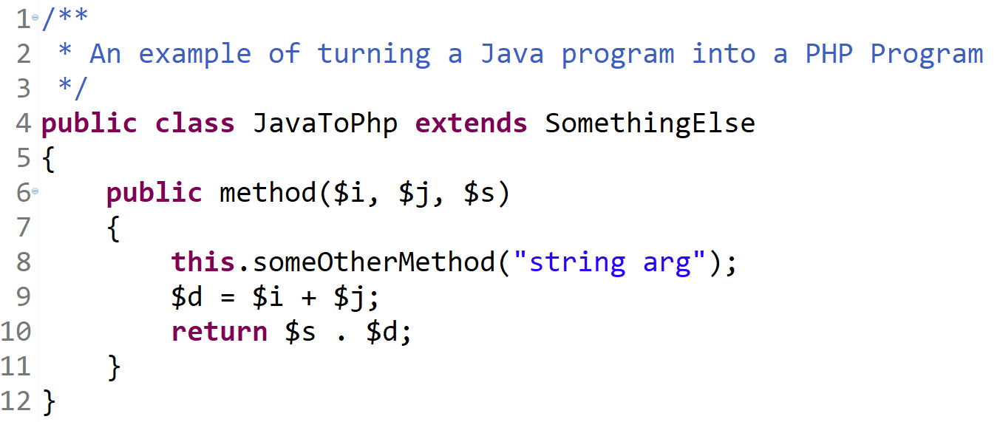 1 /**
2  * An example of turning a Java program into a PHP Program
3  */
4 public class JavaToPhp extends SomethingElse
5 {
6     public method($i, $j, $s)
7     {
8         this.someOtherMethod("string arg");
9         $d = $i + $j;
10         return $s . $d;
11     }
12 }